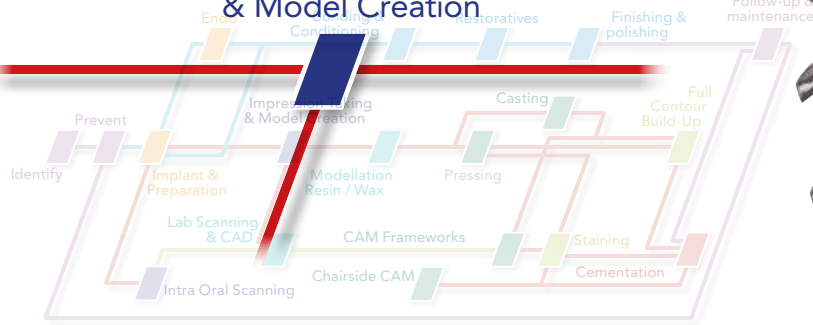 & Model Creation
Follow-up &
maintenance
Endo
Bonding &
Conditioning
Restoratives
Finishing &
polishing
Impression Taking
& Model Creation
Casting
Full
Contour
Build-Up
Prevent
Identify
Implant &
Preparation
Modellation
Resin / Wax
Pressing
Lab Scanning
& CAD
CAM Frameworks
Staining
Cementation
Chairside CAM
Intra Oral Scanning